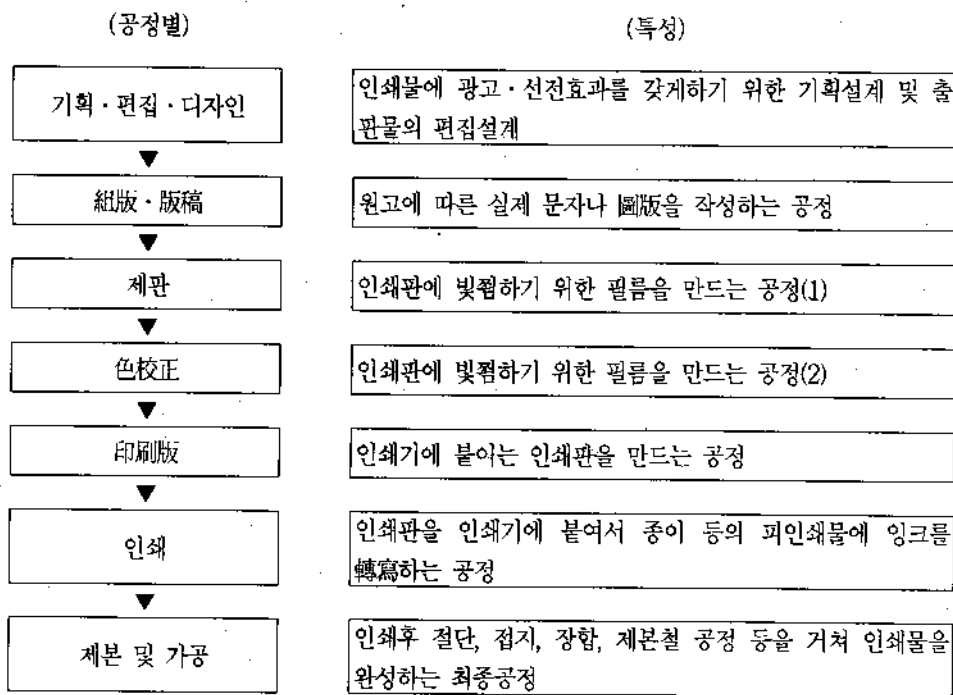 (공정별)
(특성)
기획·편집·디자인
인쇄물에 광고·선전효과를 갖게하기 위한 기획설계 및 출
판물의 편집설계
組版·版稿
원고에 따른 실제 문자나 圖版을 작성하는 공정
제판
인쇄판에 빛쬠하기 위한 필름을 만드는 공정(1)
色校正
인쇄판에 빛쬠하기 위한 필름을 만드는 공정(2)
印刷版
인쇄기에 붙이는 인쇄판을 만드는 공정
인쇄
인쇄판을 인쇄기에 붙여서 종이 등의 피인쇄물에 잉크를
轉寫하는 공정
제본 및 가공
인쇄후 절단, 접지, 장합, 제본철 공정 등을 거쳐 인쇄물을
완성하는 최종공정